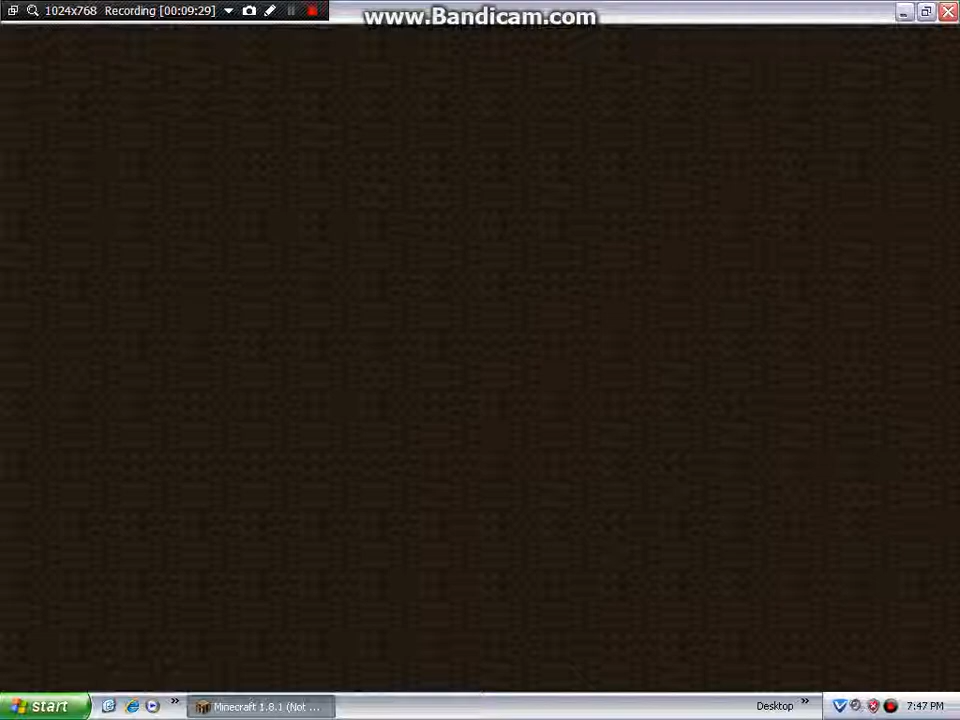 1024x768 Recording [00:09:29]
www.Bandicam.com
start
Minecraft 1.8.1 (Not ...
Desktop
7:47 PM